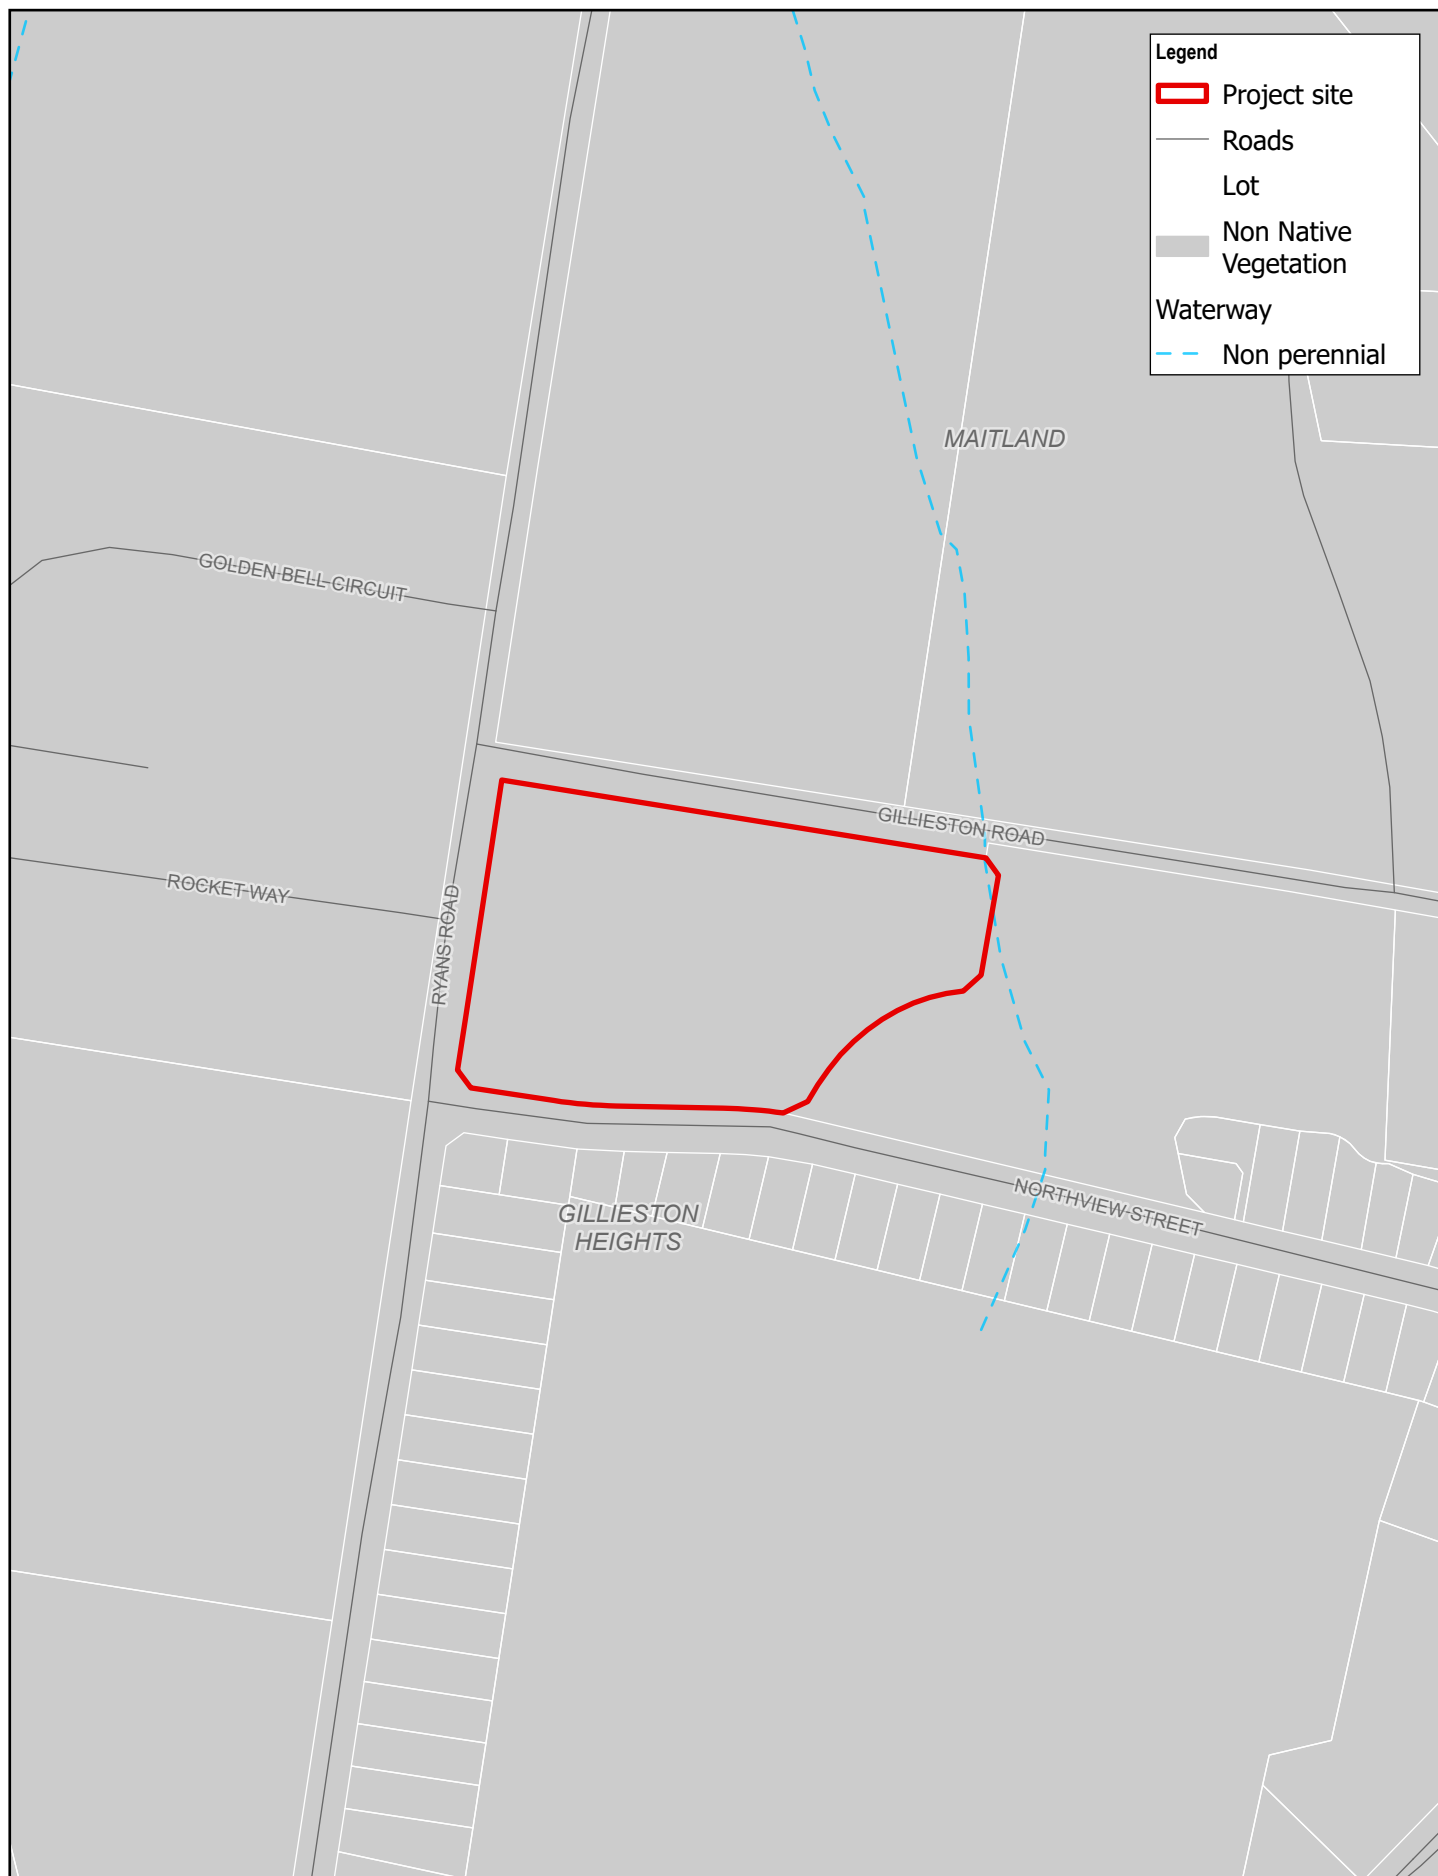 Legend
Project site
Roads
Lot
Non Native
Vegetation
Waterway
Non perennial
MAITLAND
GOLDEN BELL CIRCUIT
GILLIESTON ROAD
ROCKET WAY
RYANS ROAD
NORTHVIEW STREET
GILLIESTON
HEIGHTS